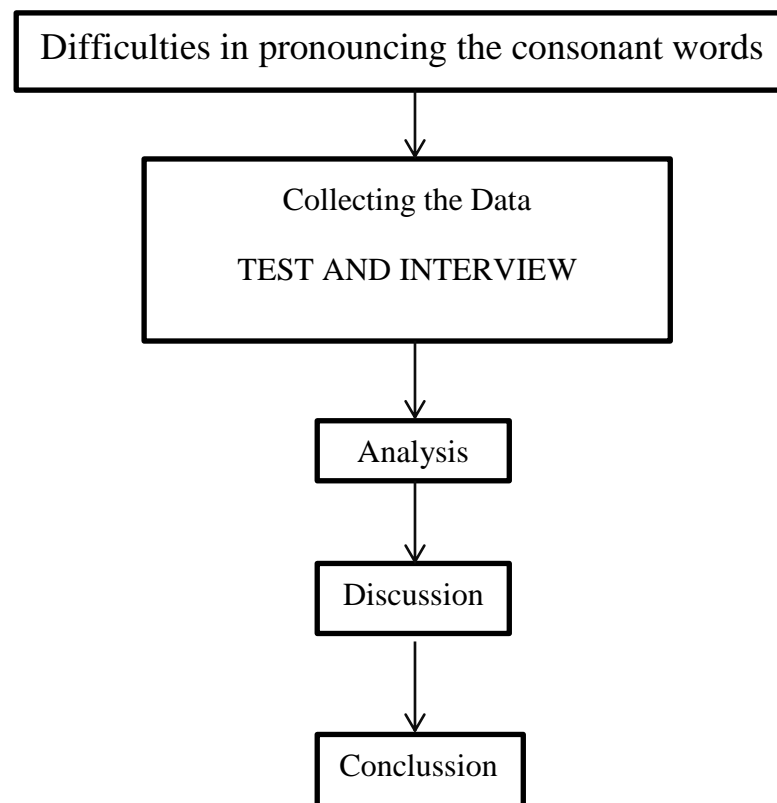 Difficulties in pronouncing the consonant words
Collecting the Data
TEST AND INTERVIEW
Analysis
Discussion
Conclussion